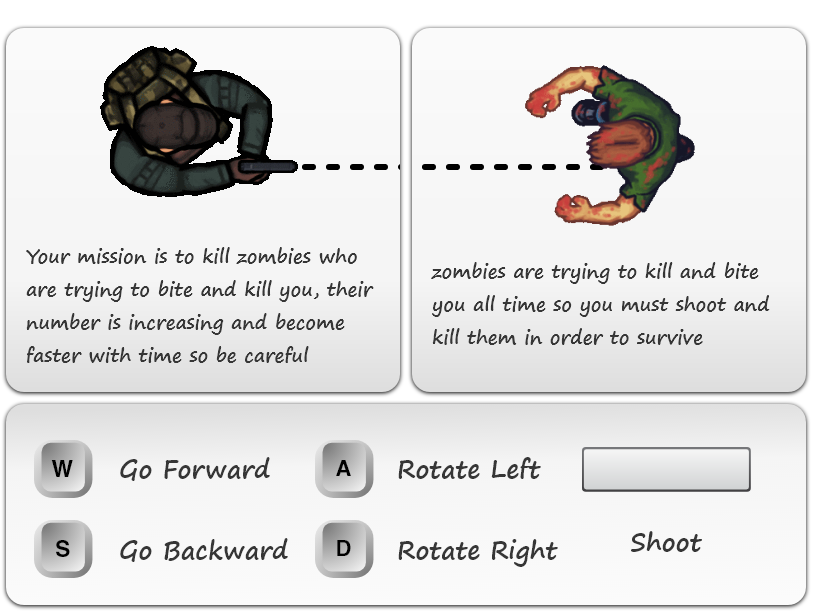 Your mission is to kill zombies who
are trying to bite and kill you, their
number is increasing and become
faster with time so be careful
zombies are trying to kill and bite
you all time so you must shoot and
kill them in order to survive
W Go Forward
A Rotate Left
S Go Backward
D Rotate Right
Shoot